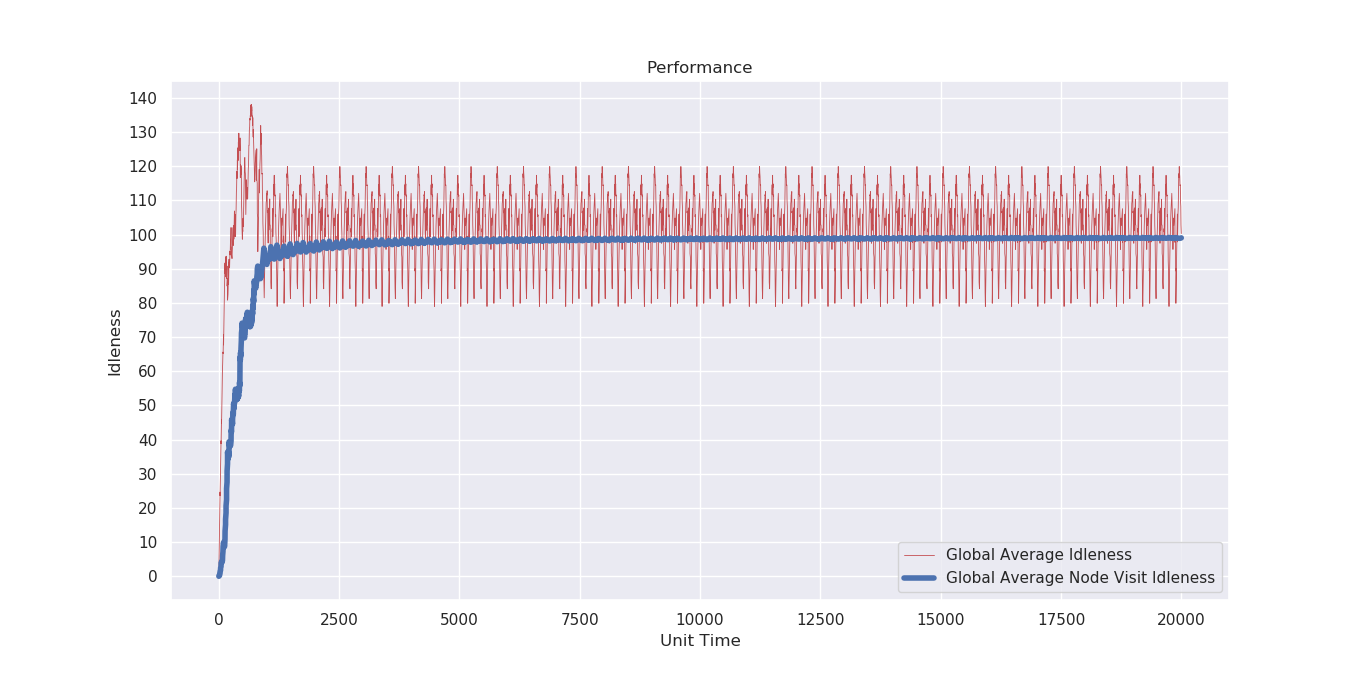 Performance
140
130
120
110
100
90
80
70
60
50
40
30
20
10
0
Idleness
Global Average Idleness
Global Average Node Visit Idleness
0 2500 5000 7500 10000 12500 15000 17500 20000
Unit Time